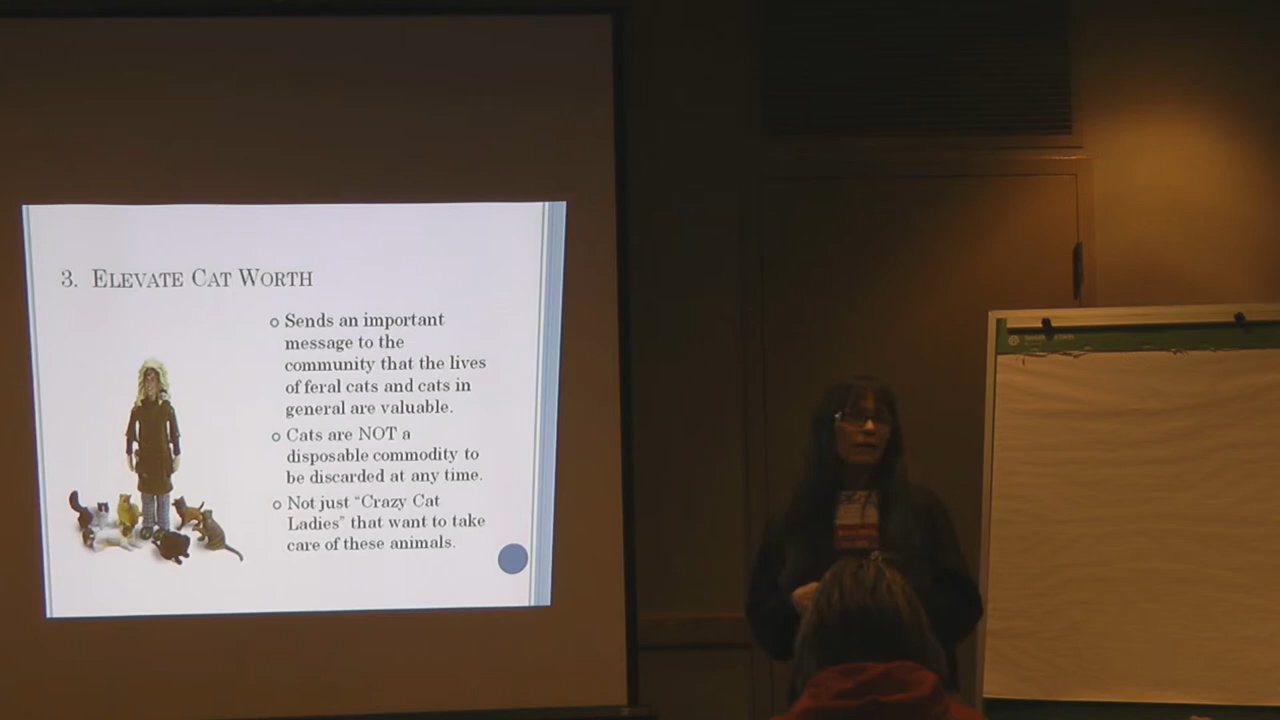 3. ELEVATE CAT WORTH
Sends an important
message to the
community that the lives
of feral cats and cats in
general are valuable.
Cats are NOT a
disposable commodity to
be discarded at any time.
Not just “Crazy Cat
Ladies” that want to take
care of these animals.